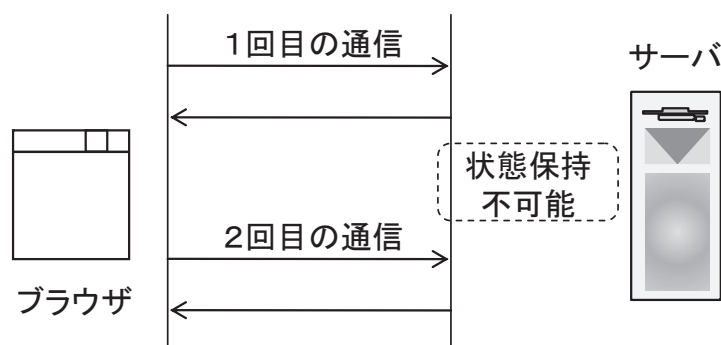 1回目の通信
サーバ
状態保持
不可能
2回目の通信
ブラウザ